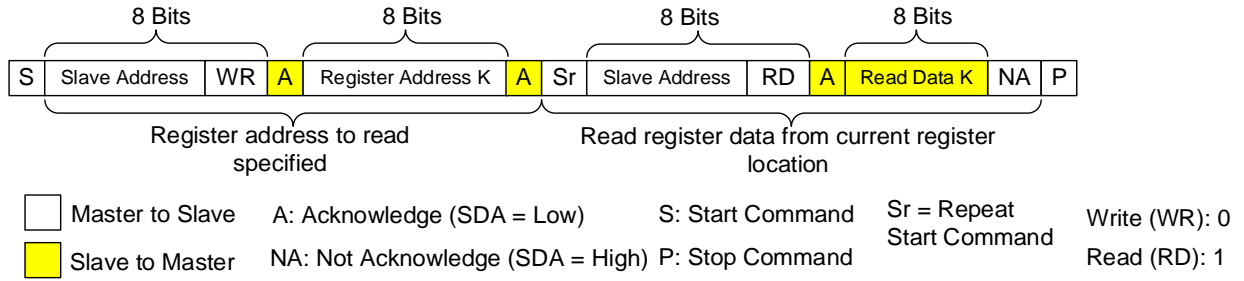 8 Bits 8 Bits 8 Bits 8 Bits
S Slave Address WR A Register Address K A Sr Slave Address RD A Read Data K NA P
Register address to read
specified
Read register data from current register
location
Master to Slave
Slave to Master
A: Acknowledge (SDA = Low)
NA: Not Acknowledge (SDA = High)
S: Start Command
P: Stop Command
Sr = Repeat
Start Command
Write (WR): 0
Read (RD): 1